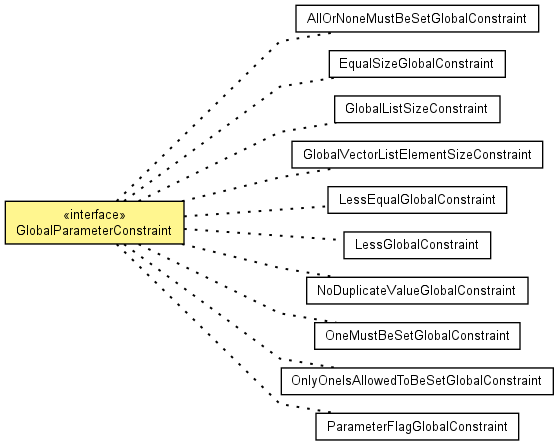 AllOrNoneMustBeSetGlobalConstraint
EqualSizeGlobalConstraint
GlobalListSizeConstraint
GlobalVectorListElementSizeConstraint
«interface»
GlobalParameterConstraint
LessEqualGlobalConstraint
LessGlobalConstraint
NoDuplicateValueGlobalConstraint
OneMustBeSetGlobalConstraint
OnlyOneIsAllowedToBeSetGlobalConstraint
ParameterFlagGlobalConstraint